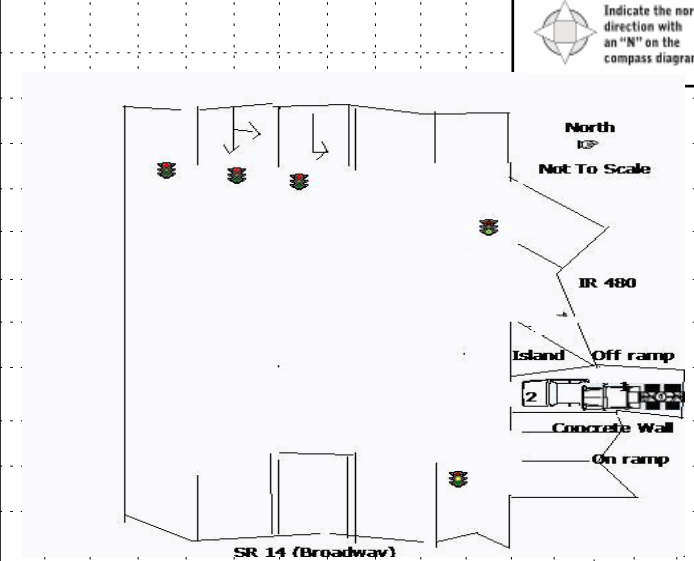 Indicate the nor
direction with
an "N" on the
compass diagran
North
Not To Scale
IR 480
Island Off ramp
2
Concrete Wall
On ramp
SR 14 (Broadway)